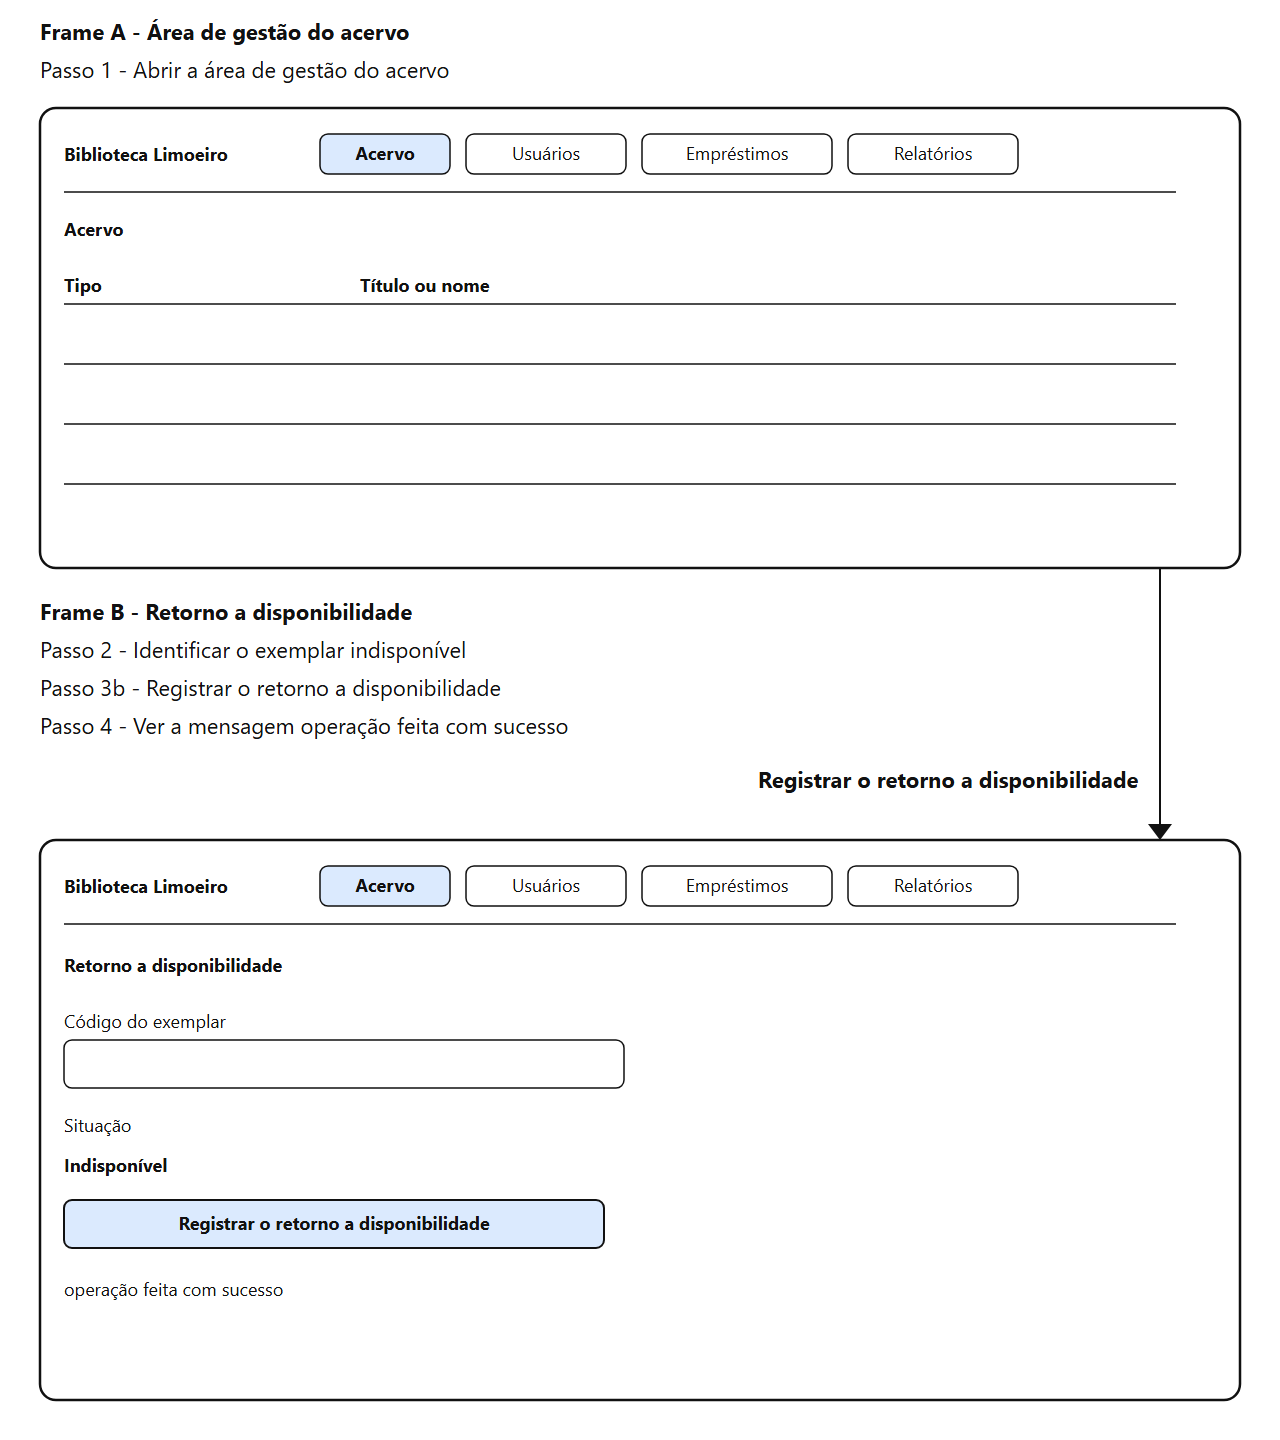 Frame A - Área de gestão do acervo
Passo 1 - Abrir a área de gestão do acervo
Biblioteca Limoeiro Acervo Usuários Empréstimos Relatórios
Acervo
Tipo Título ou nome
Frame B - Retorno a disponibilidade
Passo 2 - Identificar o exemplar indisponível
Passo 3b - Registrar o retorno a disponibilidade
Passo 4 - Ver a mensagem operação feita com sucesso
Registrar o retorno a disponibilidade
Biblioteca Limoeiro Acervo Usuários Empréstimos Relatórios
Retorno a disponibilidade
Código do exemplar
Situação
Indisponível
Registrar o retorno a disponibilidade
operação feita com sucesso